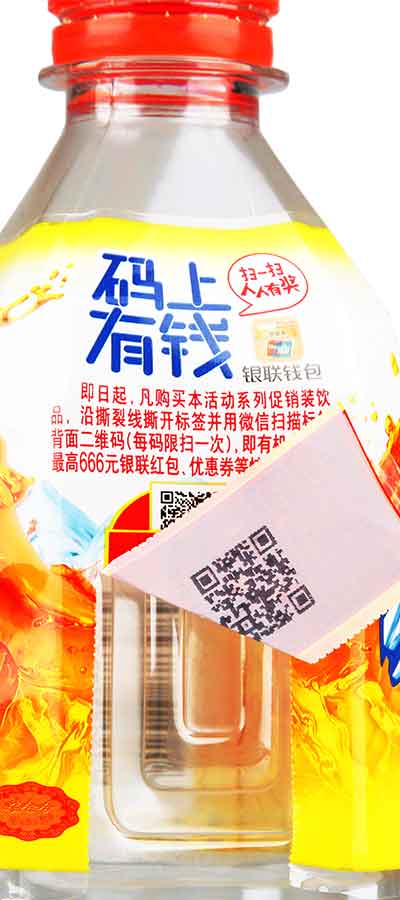 码上
有钱
扫一扫
人人有奖
银联钱包
即日起,凡购买本活动系列促销装饮
品,沿撕裂线撕开标签并用微信扫描标
背面二维码(每码限扫一次),即有机
最高666元银联红包、优惠券等